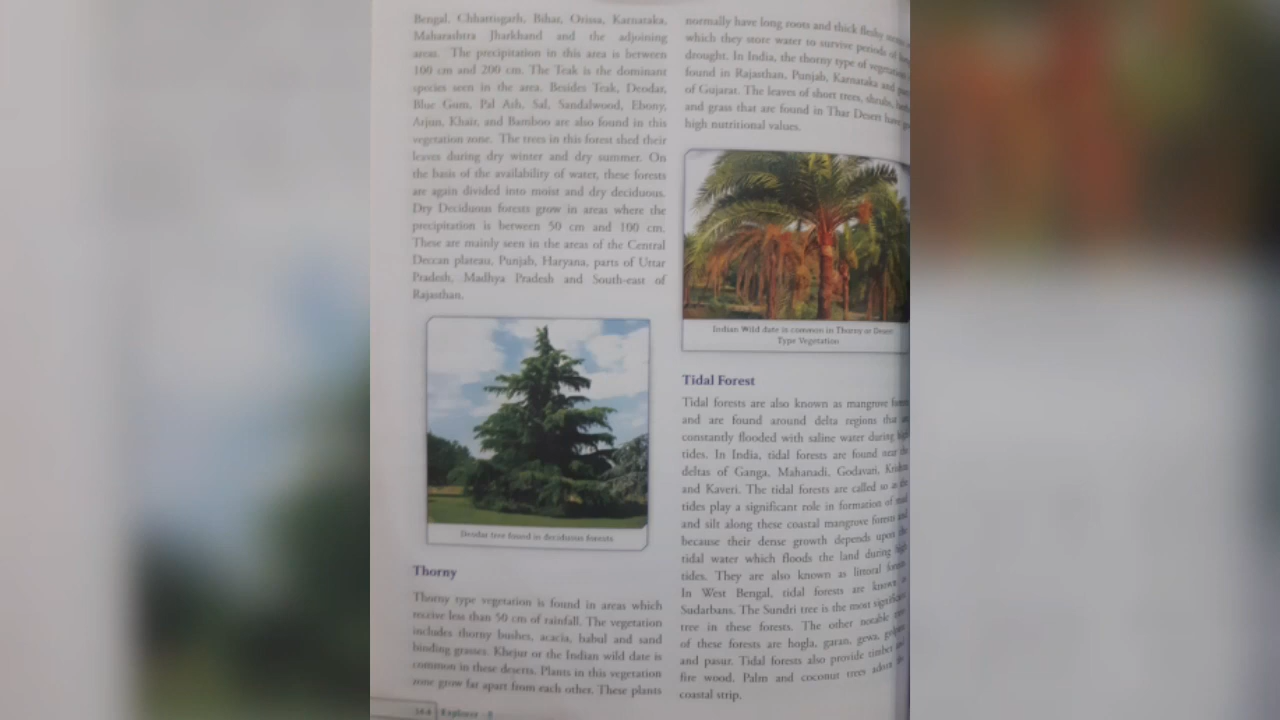 Bengal, Chhattisgarh, Bihar, Orissa, Karnataka,
Maharashtra Jharkhand and the adjoining
areas. The precipitation in this area is between
100 cm and 200 cm. The Teak is the dominant
species seen in the area. Besides Teak, Deodar,
Blue Gum, Pal Ash, Sal, Sandalwood, Ebony,
Arjun, Khair, and Bamboo are also found in this
vegetation zone. The trees in this forest shed their
leaves during dry winter and dry summer. On
the basis of the availability of water, these forests
are again divided into moist and dry deciduous.
Dry Deciduous forests grow in areas where the
precipitation is between 50 cm and 100 cm.
These are mainly seen in the areas of the Central
Deccan plateau, Punjab, Haryana, parts of Uttar
Pradesh, Madhya Pradesh and South-east of
Rajasthan.
Deodar tree found in deciduous forests
Thorny
Thorny type vegetation is found in areas which
receive less than 50 cm of rainfall. The vegetation
includes thorny bushes, acacia, babul and sand
binding grasses. Khejur or the Indian wild date is
common in these deserts. Plants in this vegetation
zone grow far apart from each other. These plants
Explorer
normally have long roots and thick fleshy
which they store water to survive periods of
drought. In India, the thorny type of vegetation
found in Rajasthan, Punjab, Karnataka and
of Gujarat. The leaves of short trees, shrubs,
and grass that are found in Thar Desert have
high nutritional values.
Indian Wild date is common in Thorny or Desert
Type Vegetation
Tidal Forest
Tidal forests are also known as mangrove
and are found around delta regions that
constantly flooded with saline water during
tides. In India, tidal forests are found near the
deltas of Ganga, Mahanadi, Godavari, Krishna
and Kaveri. The tidal forests are called so as the
tides play a significant role in formation of mud
and silt along these coastal mangrove forests and
because their dense growth depends upon the
tidal water which floods the land during high
tides. They are also known as littoral
In West Bengal, tidal forests are known
Sudarbans. The Sundri tree is the most significant
tree in these forests. The other notable
of these forests are hogla, garan, gewa,
and pasur. Tidal forests also provide timber
fire wood. Palm and coconut trees adorn the
coastal strip.